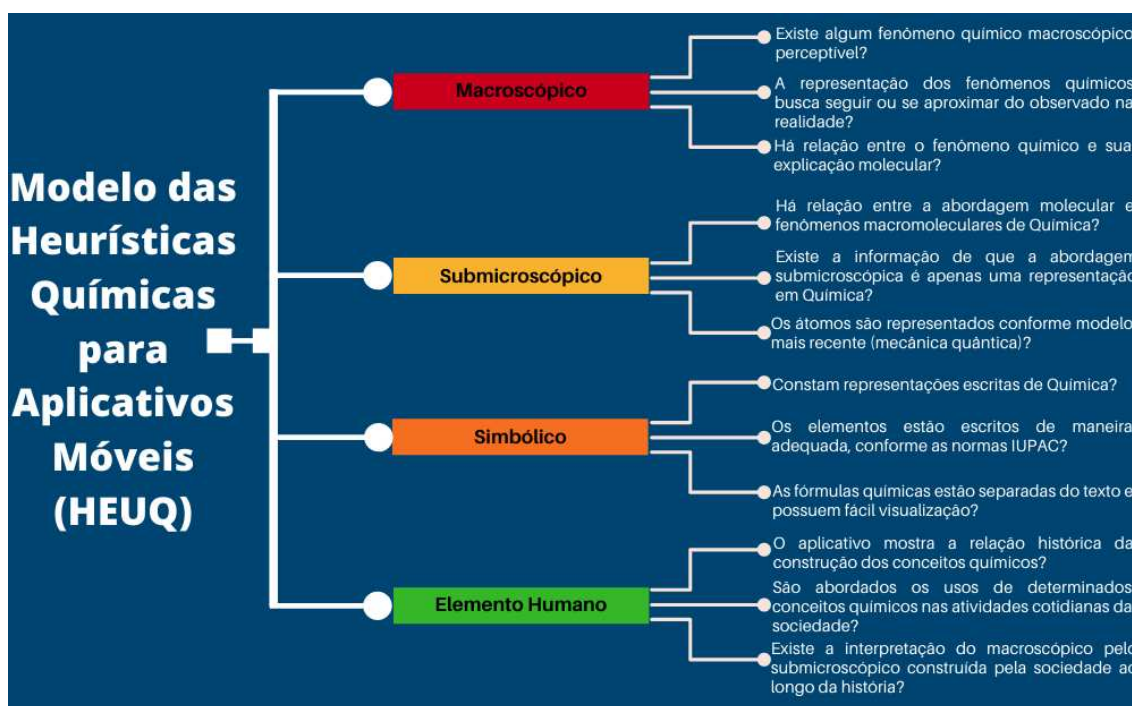 Modelo das
Heurísticas
Químicas
para
Aplicativos
Móveis
(HEUQ)
Macroscópico
Existe algum fenômeno químico macroscópico
perceptível?
A representação dos fenômenos químicos
busca seguir ou se aproximar do observado na
realidade?
Há relação entre o fenômeno químico e sua
explicação molecular?
Submicroscópico
Há relação entre a abordagem molecular e
fenômenos macromoleculares de Química?
Existe a informação de que a abordagem
submicroscópica é apenas uma representação
em Química?
Os átomos são representados conforme modelo
mais recente (mecânica quântica)?
Simbólico
Constam representações escritas de Química?
Os elementos estão escritos de maneira
adequada, conforme as normas IUPAC?
As fórmulas químicas estão separadas do texto e
possuem fácil visualização?
Elemento Humano
O aplicativo mostra a relação histórica da
construção dos conceitos químicos?
São abordados os usos de determinados
conceitos químicos nas atividades cotidianas da
sociedade?
Existe a interpretação do macroscópico pelo
submicroscópico construída pela sociedade ao
longo da história?